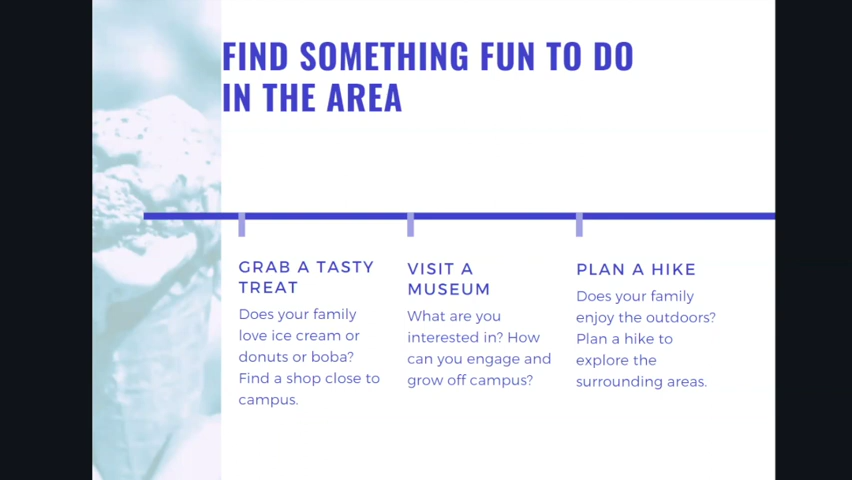 FIND SOMETHING FUN TO DO
IN THE AREA
GRAB A TASTY
TREAT
Does your family
love ice cream or
donuts or boba?
Find a shop close to
campus.
VISIT A
MUSEUM
What are you
interested in? How
can you engage and
grow off campus?
PLAN A HIKE
Does your family
enjoy the outdoors?
Plan a hike to
explore the
surrounding areas.